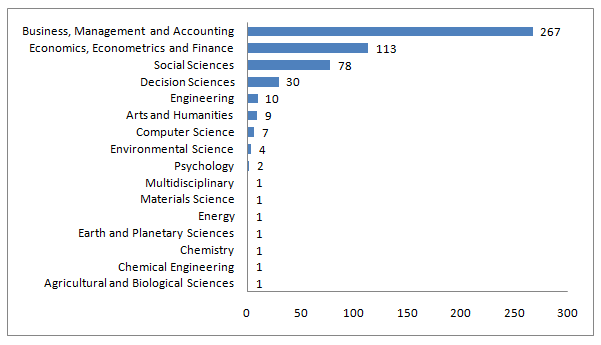 Business, Management and Accounting 267
Economics, Econometrics and Finance 113
Social Sciences 78
Decision Sciences 30
Engineering 10
Arts and Humanities 9
Computer Science 7
Environmental Science 4
Psychology 2
Multidisciplinary 1
Materials Science 1
Energy 1
Earth and Planetary Sciences 1
Chemistry 1
Chemical Engineering 1
Agricultural and Biological Sciences 1
0 50 100 150 200 250 300